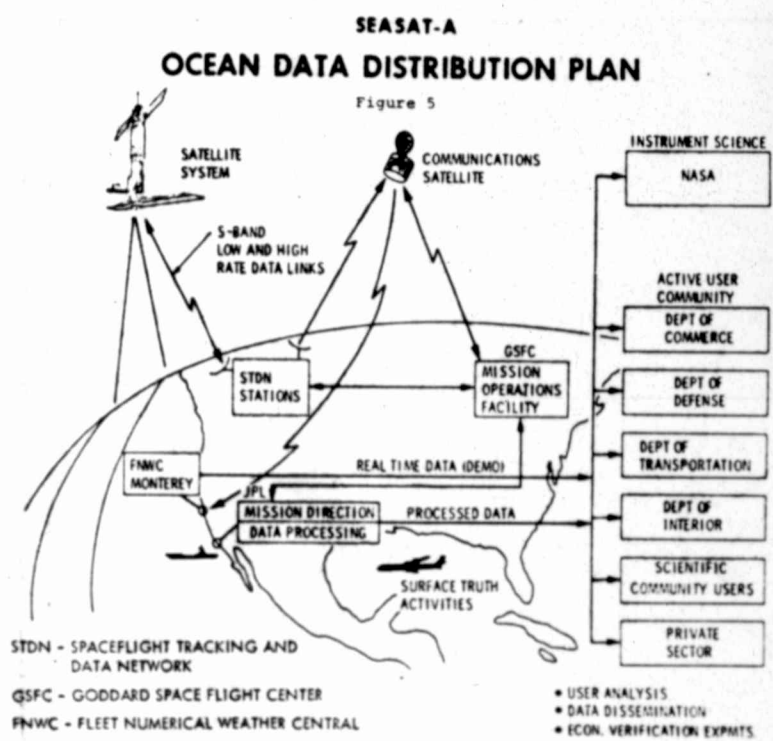 SEASAT-A
OCEAN DATA DISTRIBUTION PLAN
Figure 5
SATELLITE
SYSTEM
COMMUNICATIONS
SATELLITE
S-BAND
LOW AND HIGH
RATE DATA LINKS
INSTRUMENT SCIENCE
NASA
ACTIVE USER
COMMUNITY
DEPT OF
COMMERCE
DEPT OF
DEFENSE
DEPT OF
TRANSPORTATION
DEPT OF
INTERIOR
SCIENTIFIC
COMMUNITY USERS
PRIVATE
SECTOR
STDN
STATIONS
GSFC
MISSION
OPERATIONS
FACILITY
FNWC
MONTEREY
REAL TIME DATA (DEMO)
JPL
MISSION DIRECTION
DATA PROCESSING
PROCESSED DATA
SURFACE TRUTH
ACTIVITIES
STDN - SPACEFLIGHT TRACKING AND
DATA NETWORK
GSFC - GODDARD SPACE FLIGHT CENTER
FNWC - FLEET NUMERICAL WEATHER CENTRAL
• USER ANALYSIS
• DATA DISSEMINATION
• ECON. VERIFICATION EXPMTS.